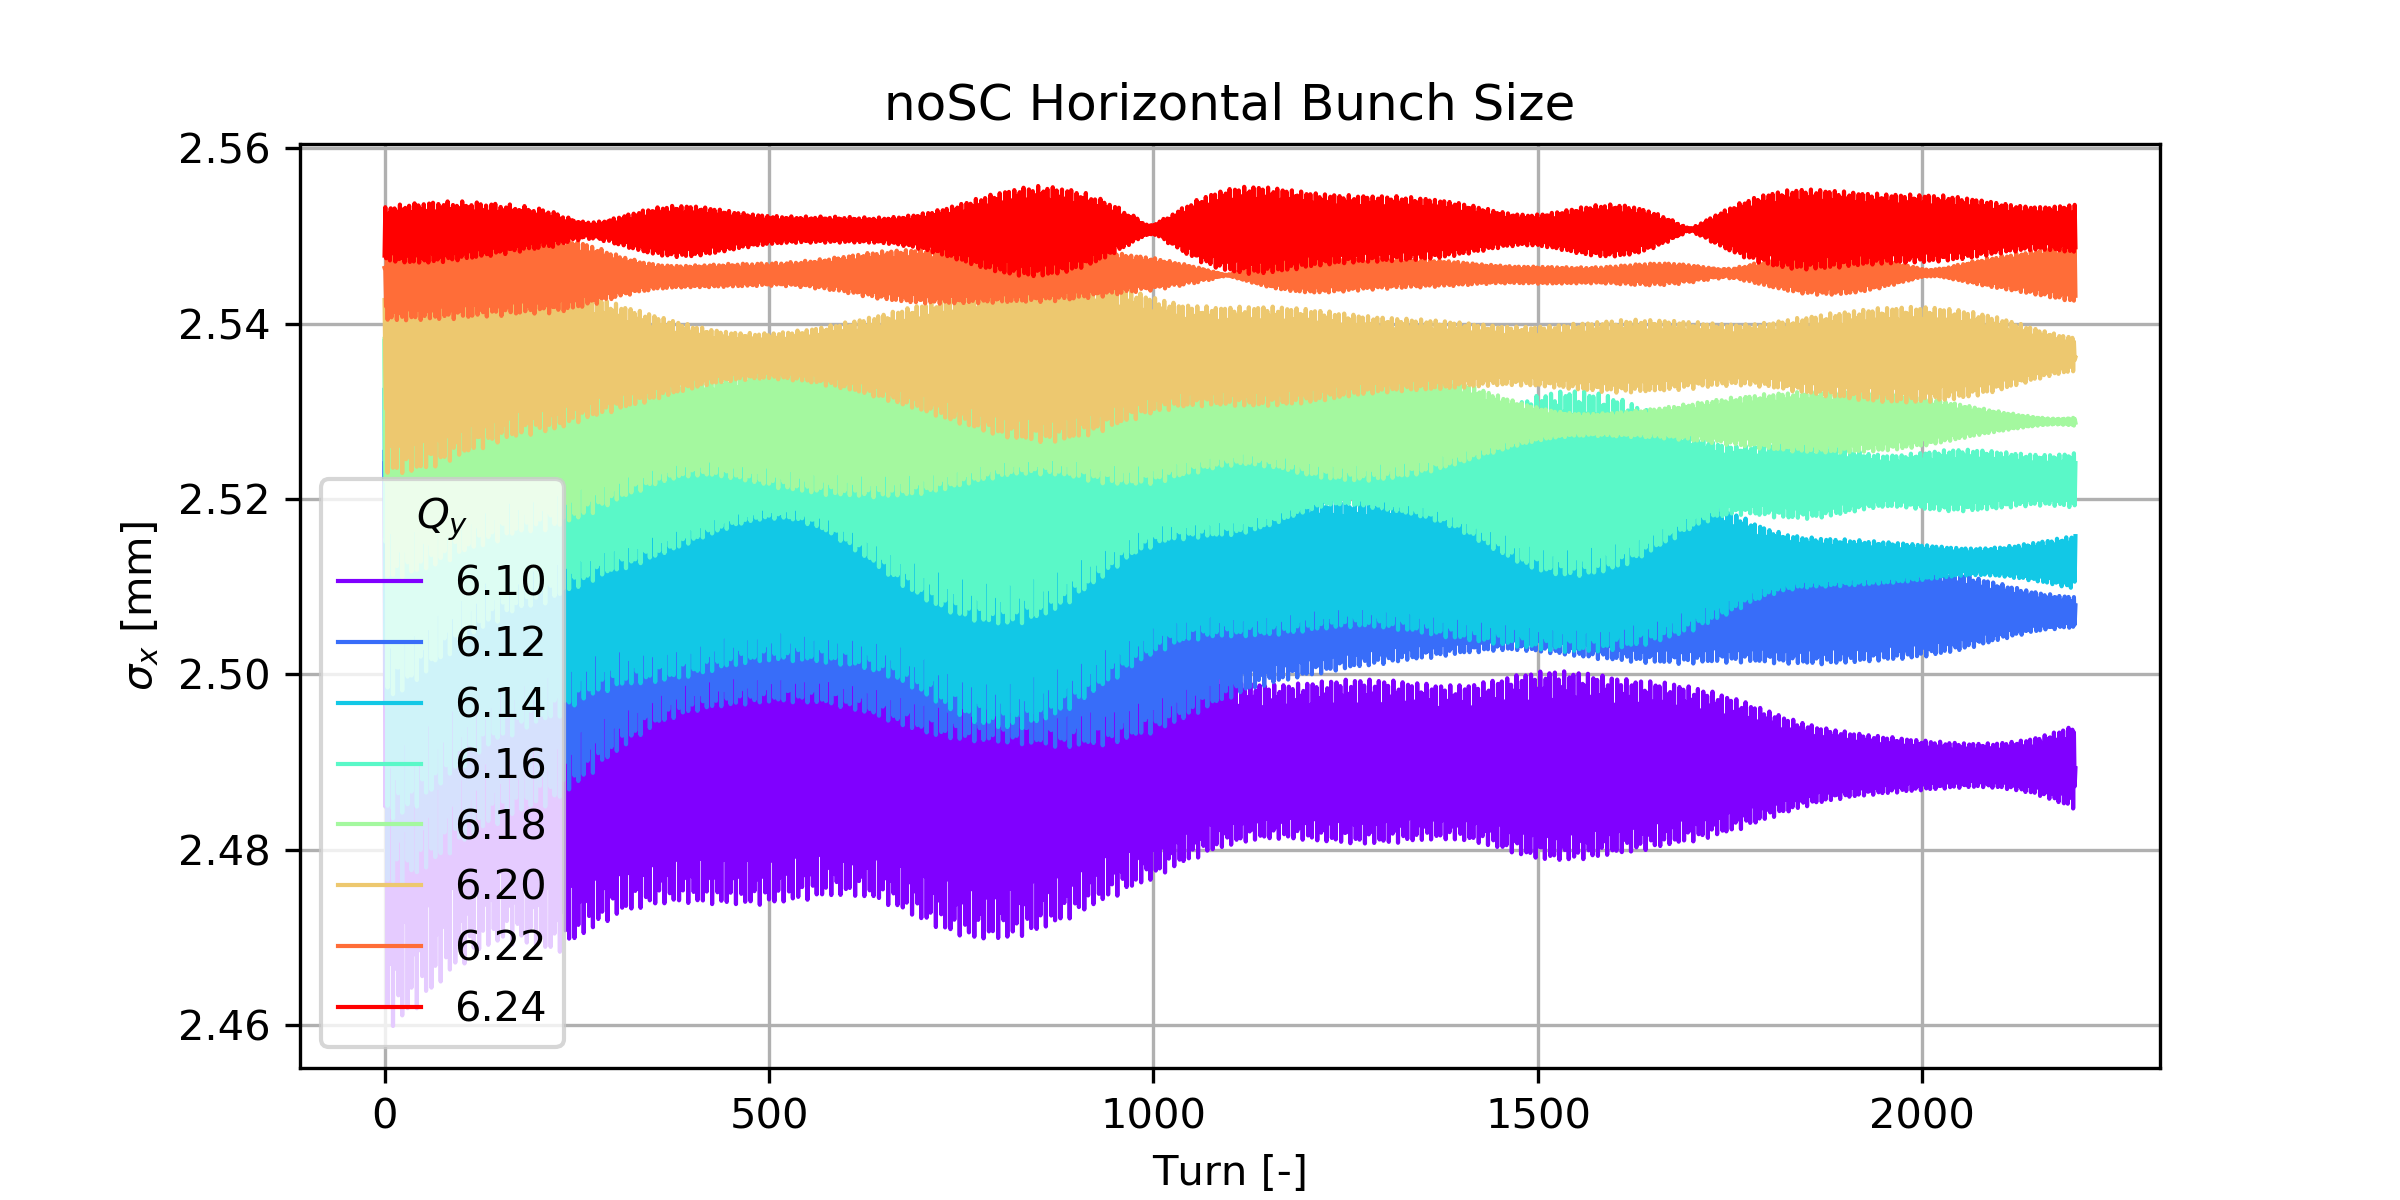 noSC Horizontal Bunch Size
2.56
2.54
2.52
2.50
2.48
2.46
σx [mm]
Qy
6.10
6.12
6.14
6.16
6.18
6.20
6.22
6.24
0 500 1000 1500 2000
Turn [-]